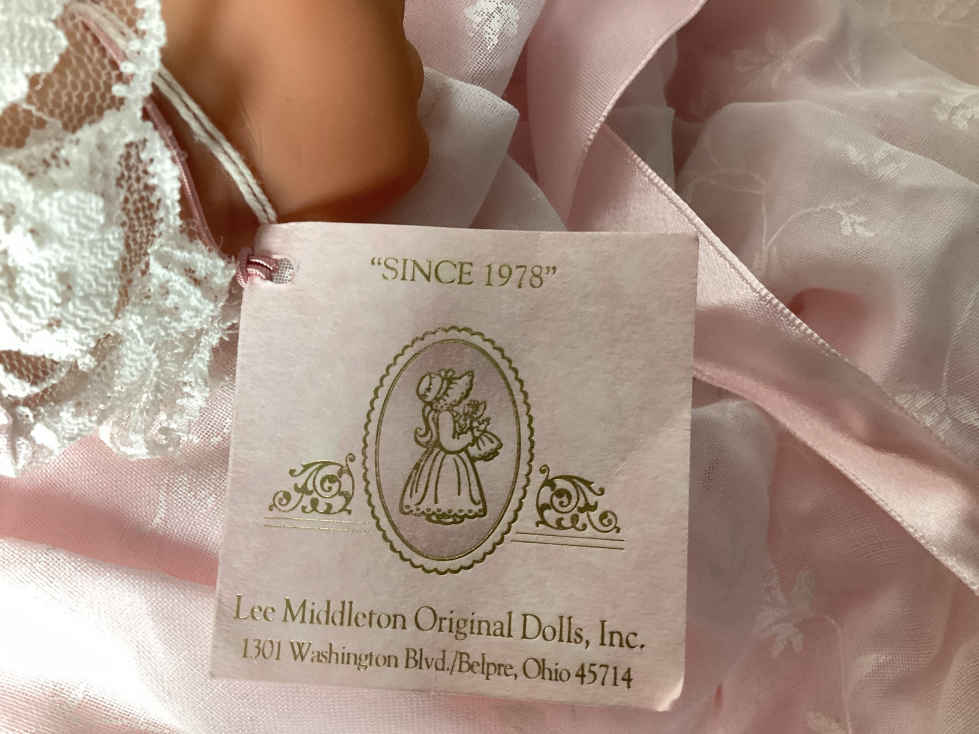 “SINCE 1978”
Lee Middleton Original Dolls, Inc.
1301 Washington Blvd./Belpre, Ohio 45714